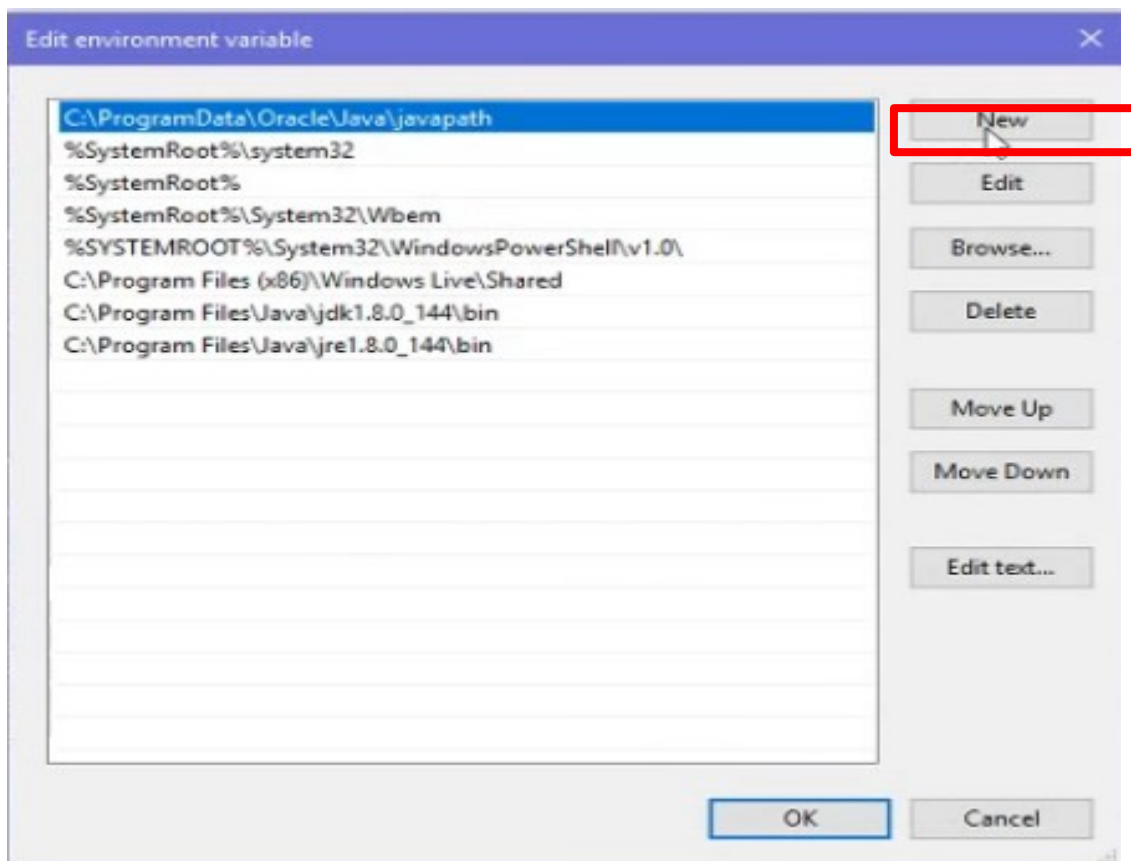 Edit environment variable
C:\ProgramData\Oracle\Java\javapath
New
%SystemRoot%\system32
%SystemRoot%
Edit
%SystemRoot%\System32\Wbem
%SYSTEMROOT%\System32\WindowsPowerShell\v1.0\
Browse...
C:\Program Files (x86)\Windows Live\Shared
C:\Program Files\Java\jdk1.8.0_144\bin
Delete
C:\Program Files\Java\jre1.8.0_144\bin
Move Up
Move Down
Edit text...
OK
Cancel